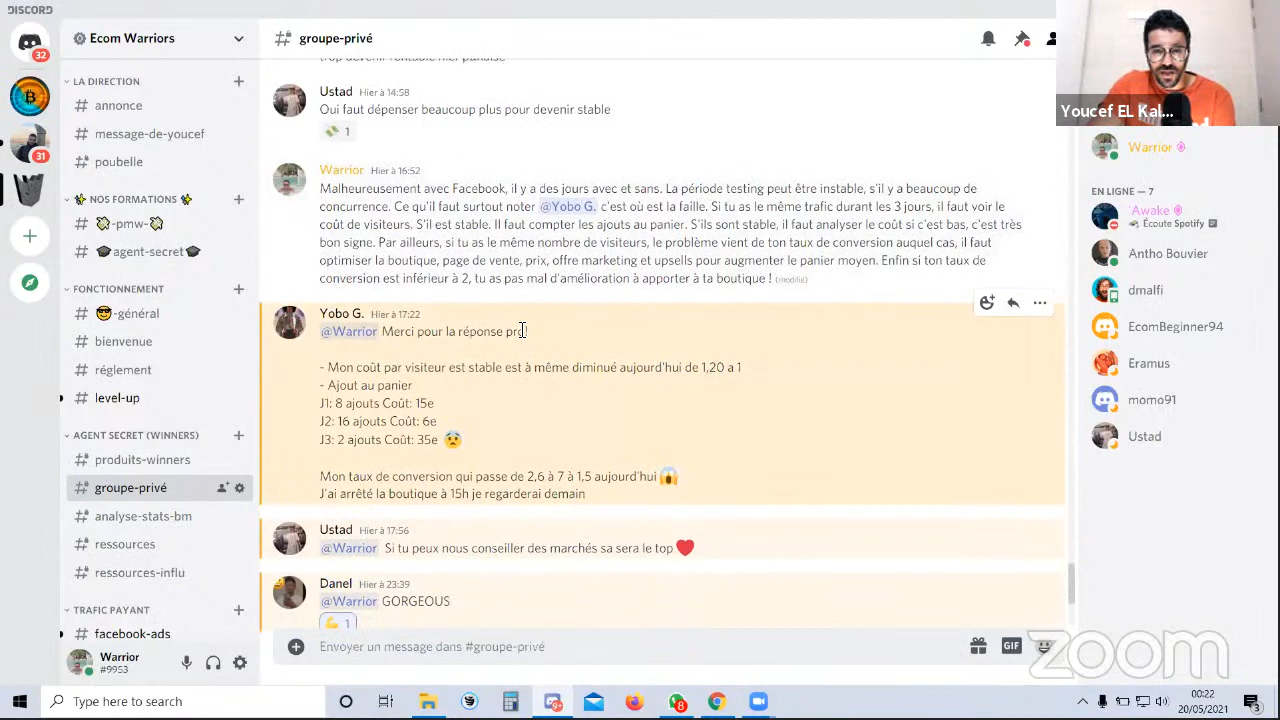 DISCORD
32
31
Ecom Warriors
LA DIRECTION
# annonce
# message-de-youcef
# poubelle
NOS FORMATIONS
# -pmw-
# -agent-secret
FONCTIONNEMENT
# -général
# bienvenue
# réglement
# level-up
AGENT SECRET (WINNERS)
# produits-winners
# groupe-privé
# analyse-stats-bm
# ressources
# ressources-influ
TRAFIC PAYANT
# facebook-ads
Warrior
#9953
groupe-privé
Ustad Hier à 14:58
Oui faut dépenser beaucoup plus pour devenir stable
1
Warrior Hier à 16:52
Malheureusement avec Facebook, il y a des jours avec et sans. La période testing peut être instable, s'il y a beaucoup de
concurrence. Ce qu'il faut surtout noter @Yobo G. c'est où est la faille. Si tu as le même trafic durant les 3 jours, il faut voir le
coût de visiteurs. S'il est stable. Il faut compter les ajouts au panier. S'ils sont stable, il faut analyser le coût si c'est bas, c'est très
bon signe. Par ailleurs, si tu as le même nombre de visiteurs, le problème vient de ton taux de conversion auquel cas, il faut
optimiser la boutique, page de vente, prix, offre marketing et upsells pour augmenter le panier moyen. Enfin si ton taux de
conversion est inférieur à 2, tu as pas mal d'amélioration à apporter à ta boutique ! (modifié)
Yobo G. Hier à 17:22
@Warrior Merci pour la réponse pro!
- Mon coût par visiteur est stable est à même diminué aujourd'hui de 1,20 a 1
- Ajout au panier
J1: 8 ajouts Coût: 15e
J2: 16 ajouts Coût: 6e
J3: 2 ajouts Coût: 35e
Mon taux de conversion qui passe de 2,6 à 7 à 1,5 aujourd'hui
J'ai arrêté la boutique à 15h je regarderai demain
Ustad Hier à 17:56
@Warrior Si tu peux nous conseiller des marchés sa sera le top
Danel Hier à 23:39
@Warrior GORGEOUS
1
Envoyer un message dans #groupe-privé
GIF
Youcef EL Kal...
Warrior
EN LIGNE — 7
'Awake
Écoute Spotify
Antho Bouvier
dmalfi
EcomBeginner94
Eramus
momo91
Ustad
zoom
Type here to search
9+
8
00:22
20/05/2021
3